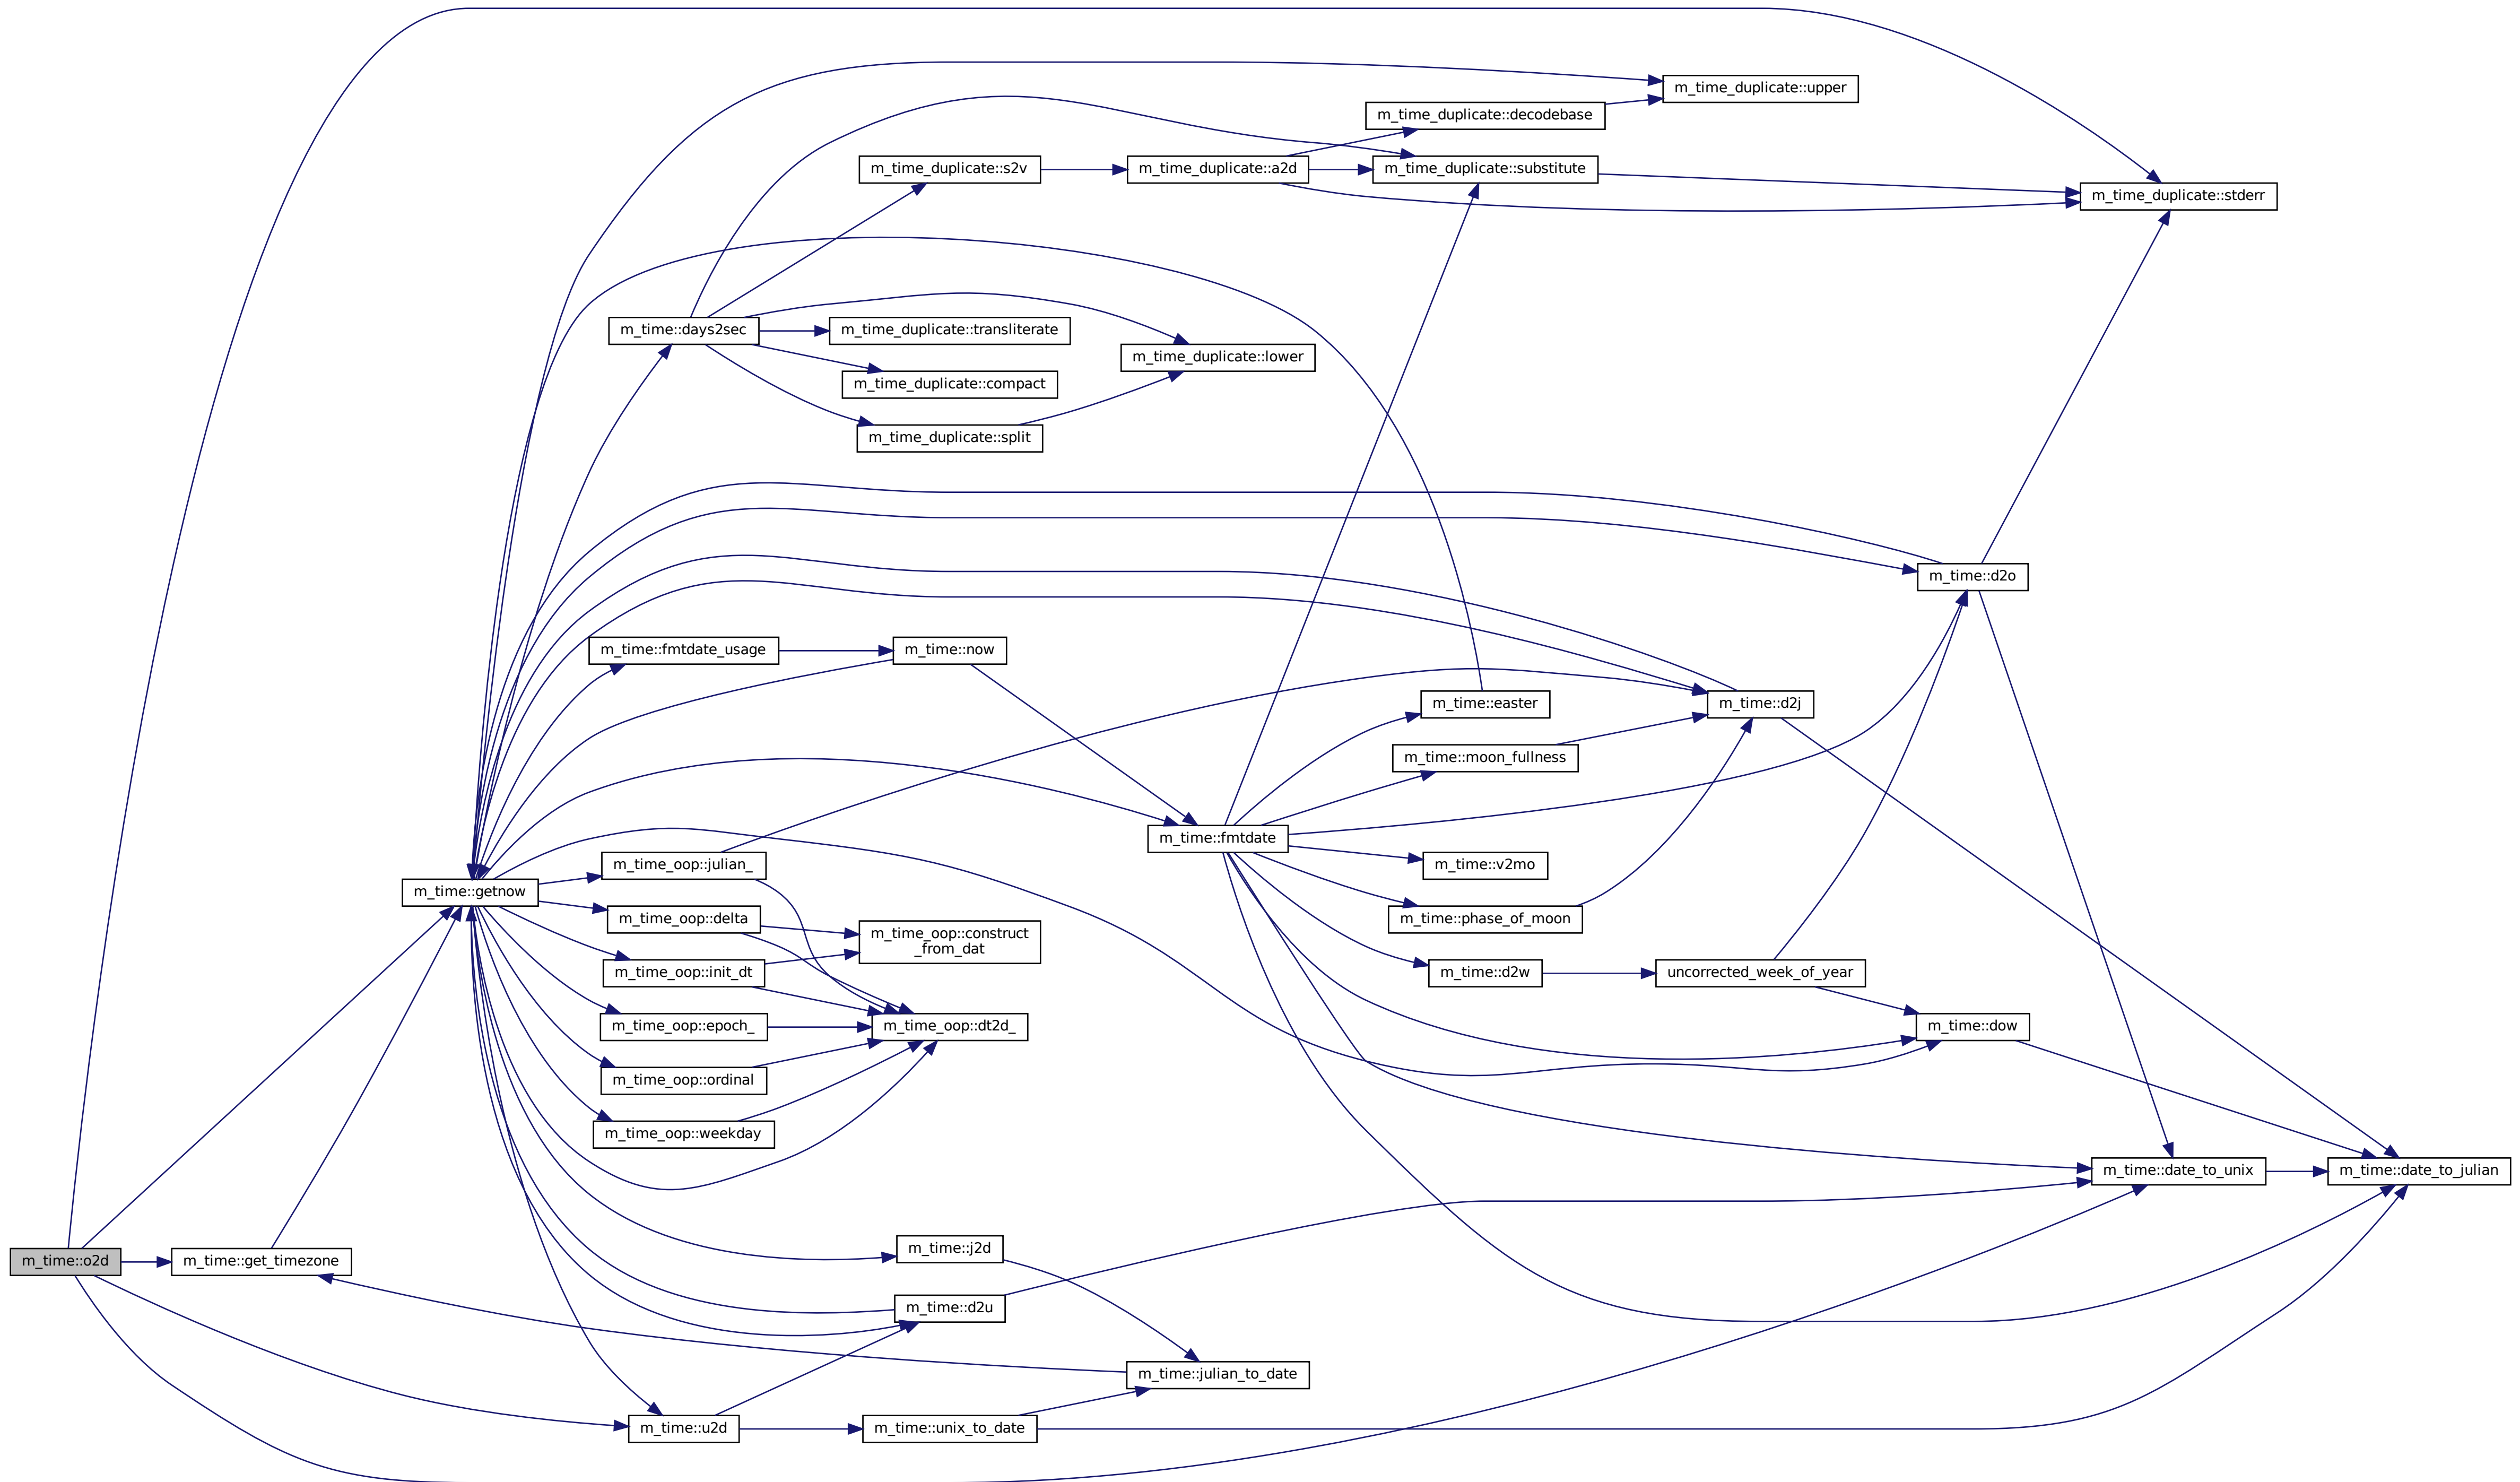 m_time_duplicate::upper
m_time_duplicate::decodebase
m_time_duplicate::s2v
m_time_duplicate::a2d
m_time_duplicate::substitute
m_time_duplicate::stderr
m_time::days2sec
m_time_duplicate::transliterate
m_time_duplicate::lower
m_time_duplicate::compact
m_time_duplicate::split
m_time::d2o
m_time::fmtdate_usage
m_time::now
m_time::easter
m_time::d2j
m_time::moon_fullness
m_time::fmtdate
m_time_oop::julian_
m_time::v2mo
m_time::getnow
m_time_oop::delta
m_time::phase_of_moon
m_time_oop::construct
_from_dat
m_time_oop::init_dt
m_time::d2w
uncorrected_week_of_year
m_time_oop::epoch_
m_time_oop::dt2d_
m_time::dow
m_time_oop::ordinal
m_time_oop::weekday
m_time::date_to_unix
m_time::date_to_julian
m_time::j2d
m_time::o2d
m_time::get_timezone
m_time::d2u
m_time::julian_to_date
m_time::u2d
m_time::unix_to_date